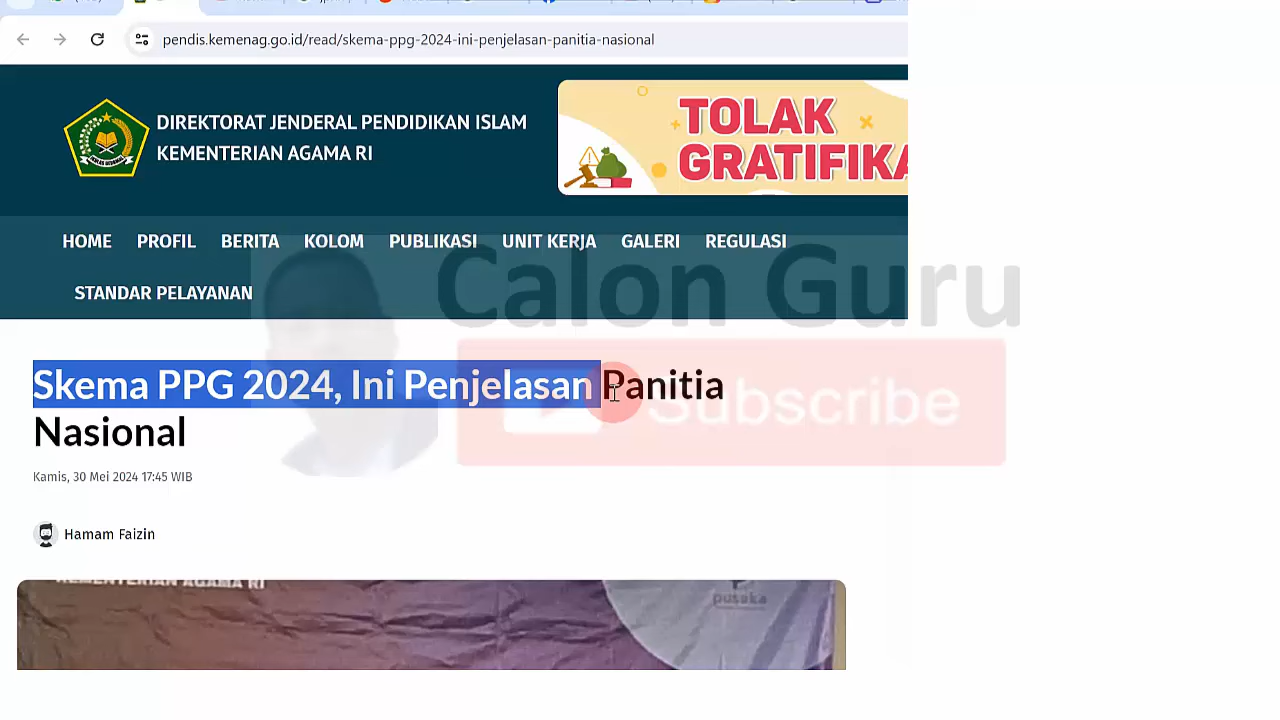 pendis.kemenag.go.id/read/skema-ppg-2024-ini-penjelasan-panitia-nasional
DIREKTORAT JENDERAL PENDIDIKAN ISLAM
KEMENTERIAN AGAMA RI
TOLAK
GRATIFIKA
HOME PROFIL BERITA KOLOM PUBLIKASI UNIT KERJA GALERI REGULASI
STANDAR PELAYANAN
Calon Guru
Subscribe
Skema PPG 2024, Ini Penjelasan Panitia
Nasional
Kamis, 30 Mei 2024 17:45 WIB
Hamam Faizin
KEMENTERIAN AGAMA RI
pusaka